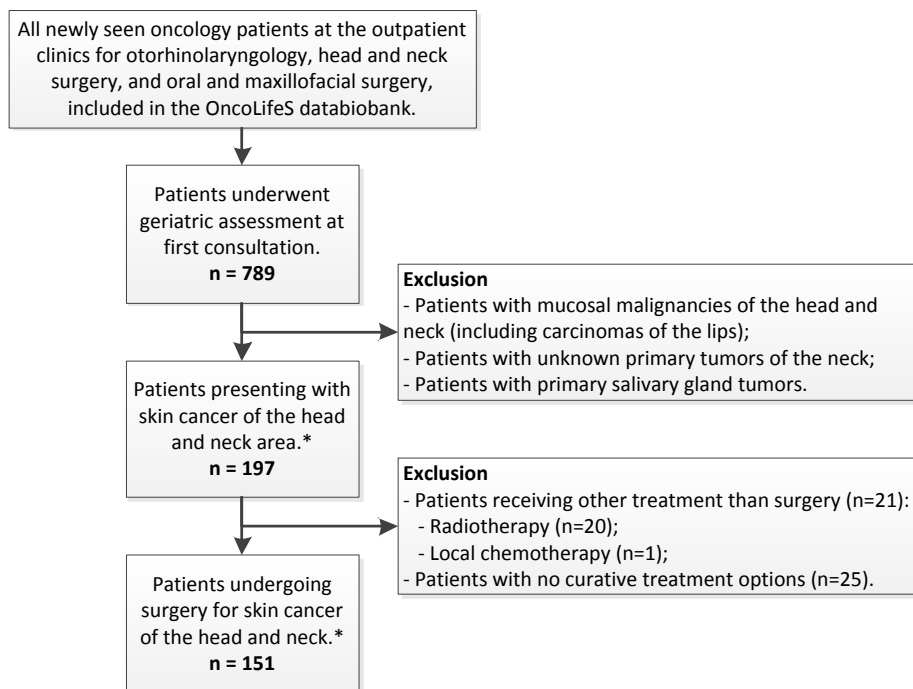 All newly seen oncology patients at the outpatient
clinics for otorhinolaryngology, head and neck
surgery, and oral and maxillofacial surgery,
included in the OncoLifeS databiobank.
Patients underwent
geriatric assessment at
first consultation.
n = 789
Exclusion
- Patients with mucosal malignancies of the head and
neck (including carcinomas of the lips);
- Patients with unknown primary tumors of the neck;
- Patients with primary salivary gland tumors.
Patients presenting with
skin cancer of the head
and neck area.*
n = 197
Exclusion
- Patients receiving other treatment than surgery (n=21):
- Radiotherapy (n=20);
- Local chemotherapy (n=1);
- Patients with no curative treatment options (n=25).
Patients undergoing
surgery for skin cancer
of the head and neck.*
n = 151